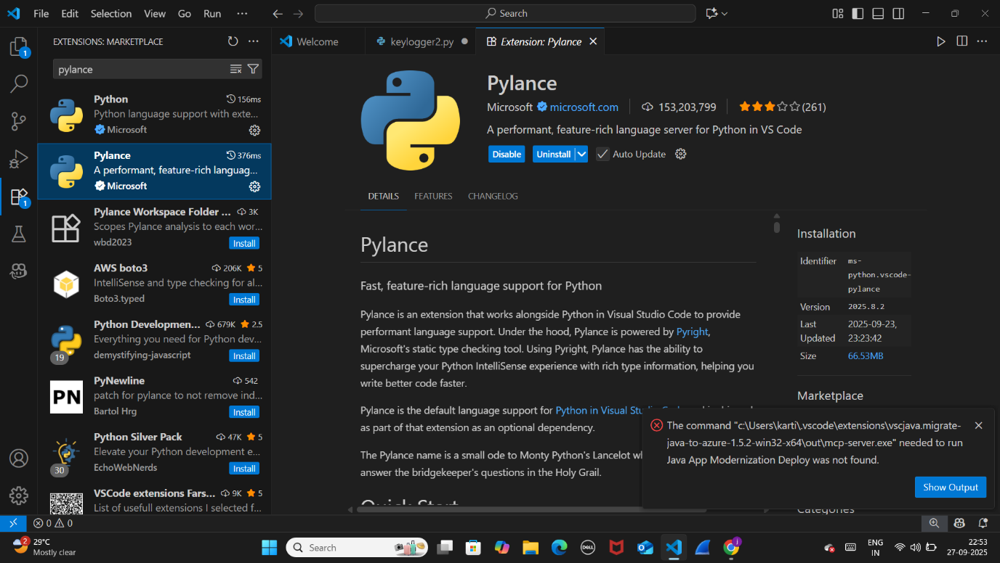 File Edit Selection View Go Run ··· Search
EXTENSIONS: MARKETPLACE
Welcome
keylogger2.py
Extension: Pylance
pylance
Python 156ms
Python language support with exte...
Microsoft
Pylance 376ms
A performant, feature-rich languag...
Microsoft
Pylance Workspace Folder ... 3K
Scopes Pylance analysis to each wor...
wbd2023 Install
AWS boto3 206K 5
IntelliSense and type checking for al...
Boto3.typed Install
Python Developmen... 679K 2.5
Everything you need for Python dev...
19 demystifying-javascript Install
PyNewline 542
PN patch for pylance to not remove ind...
Bartol Hrg Install
Python Silver Pack 47K 5
Elevate your Python development e...
30 EchoWebNerds Install
VSCode extensions Fars... 9K 5
List of usefull extensions I selected f...
1
1
Pylance
Microsoft microsoft.com 153,203,799 (261)
A performant, feature-rich language server for Python in VS Code
Disable Uninstall Auto Update
DETAILS FEATURES CHANGELOG
Pylance
Fast, feature-rich language support for Python
Pylance is an extension that works alongside Python in Visual Studio Code to provide
performant language support. Under the hood, Pylance is powered by Pyright,
Microsoft's static type checking tool. Using Pyright, Pylance has the ability to
supercharge your Python IntelliSense experience with rich type information, helping you
write better code faster.
Pylance is the default language support for Python in Visual
as part of that extension as an optional dependency.
The Pylance name is a small ode to Monty Python's Lancelot
answer the bridgekeeper's questions in the Holy Grail.
Quick Start
Installation
Identifier ms-
python.vscode-
pylance
Version 2025.8.2
Last 2025-09-23,
Updated 23:23:42
Size 66.53MB
Marketplace
The command "c:\Users\karti\.vscode\extensions\vscjava.migrate-
java-to-azure-1.5.2-win32-x64\out\mcp-server.exe" needed to run
Java App Modernization Deploy was not found.
Show Output
Categories
0 0
2 29°C
Mostly clear
Search
DELL
i
ENG
IN
22:53
27-09-2025